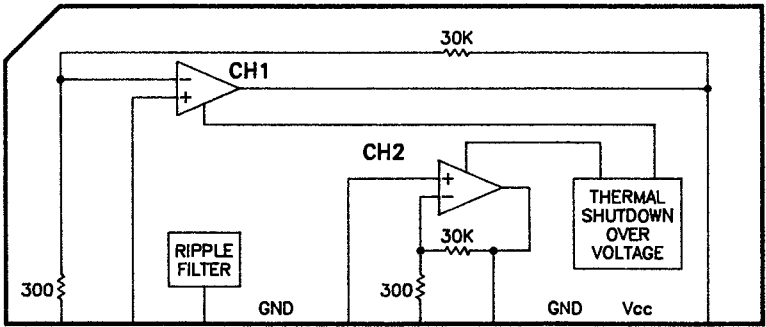 30K
CH1
−
+
CH2
+
−
THERMAL
SHUTDOWN
OVER
VOLTAGE
30K
RIPPLE
FILTER
300
300
GND
GND
Vcc